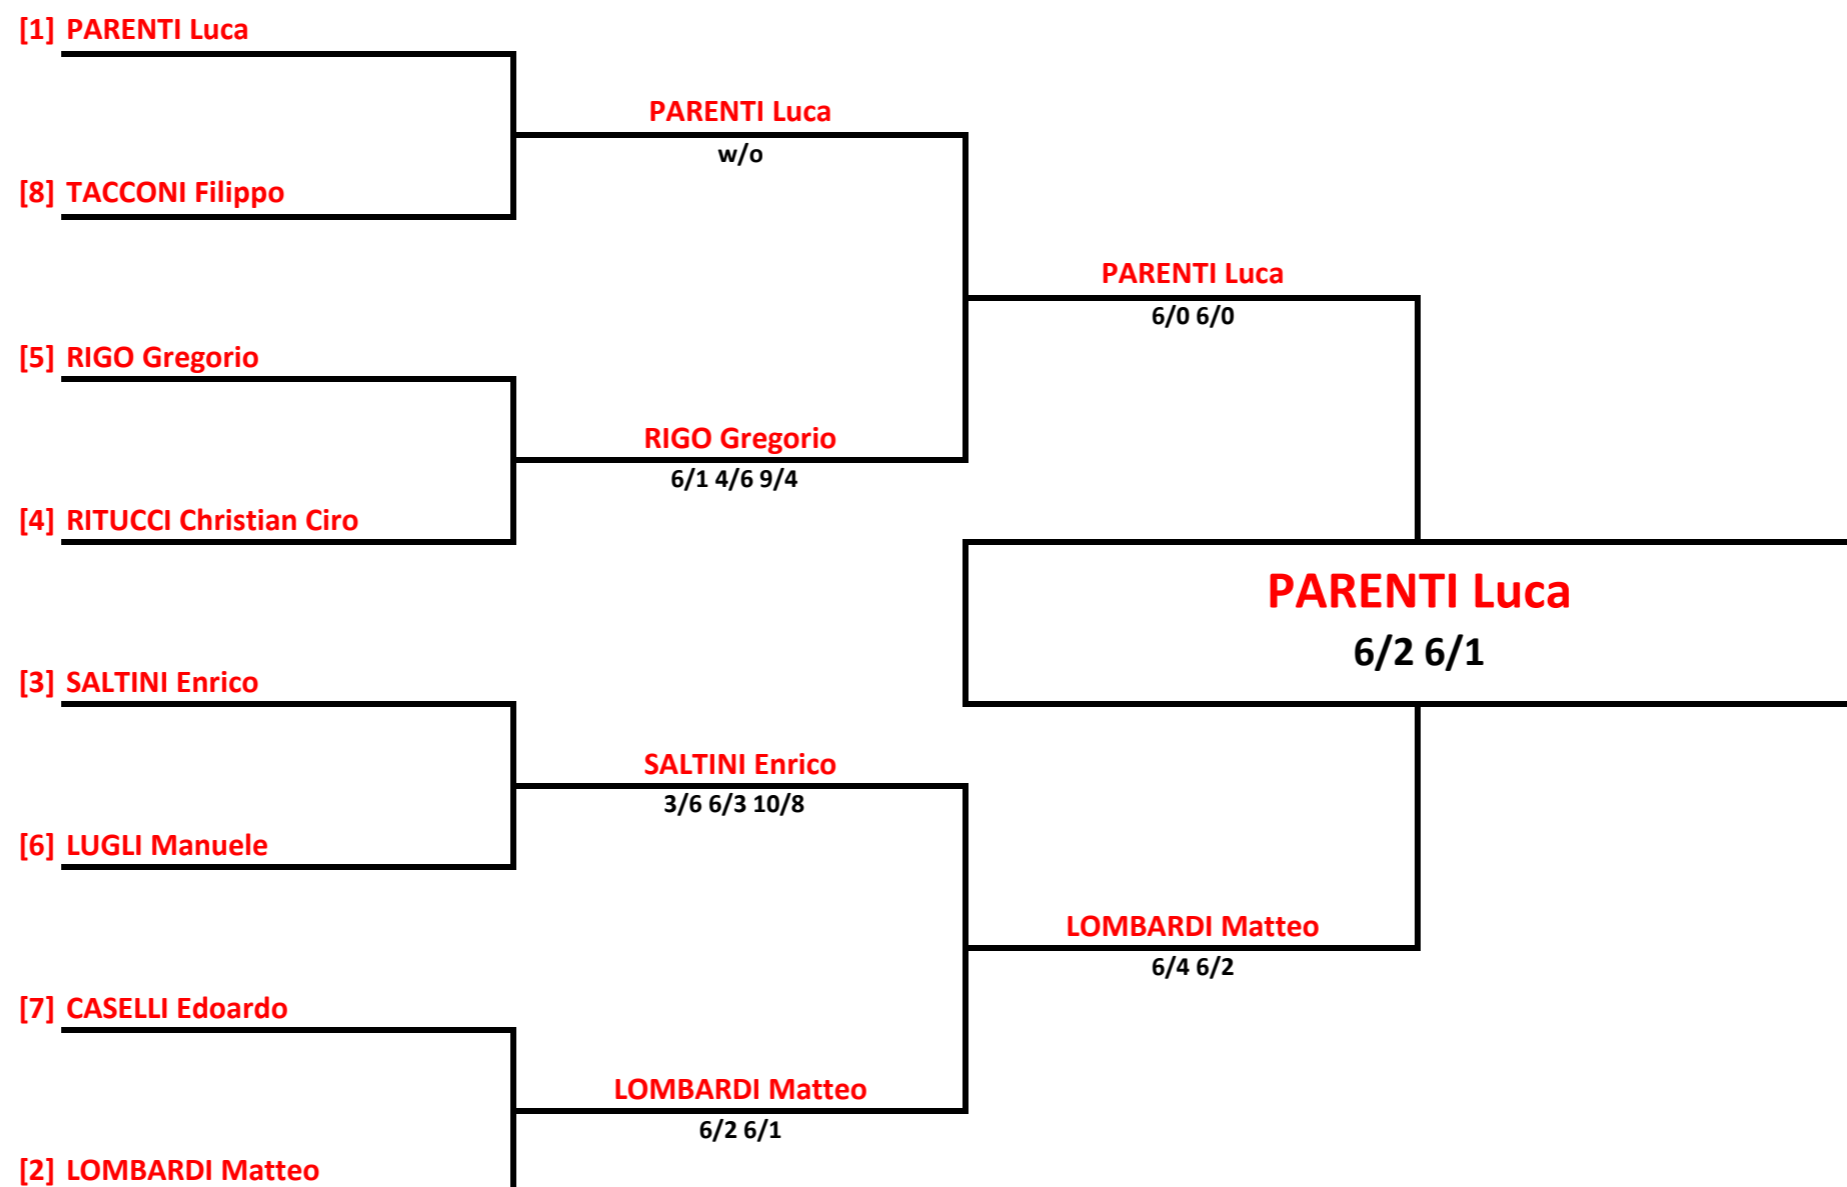 [1] PARENTI Luca
PARENTI Luca
w/o
[8] TACCONI Filippo
PARENTI Luca
6/0 6/0
[5] RIGO Gregorio
RIGO Gregorio
6/1 4/6 9/4
[4] RITUCCI Christian Ciro
PARENTI Luca
6/2 6/1
[3] SALTINI Enrico
SALTINI Enrico
3/6 6/3 10/8
[6] LUGLI Manuele
LOMBARDI Matteo
6/4 6/2
[7] CASELLI Edoardo
LOMBARDI Matteo
6/2 6/1
[2] LOMBARDI Matteo